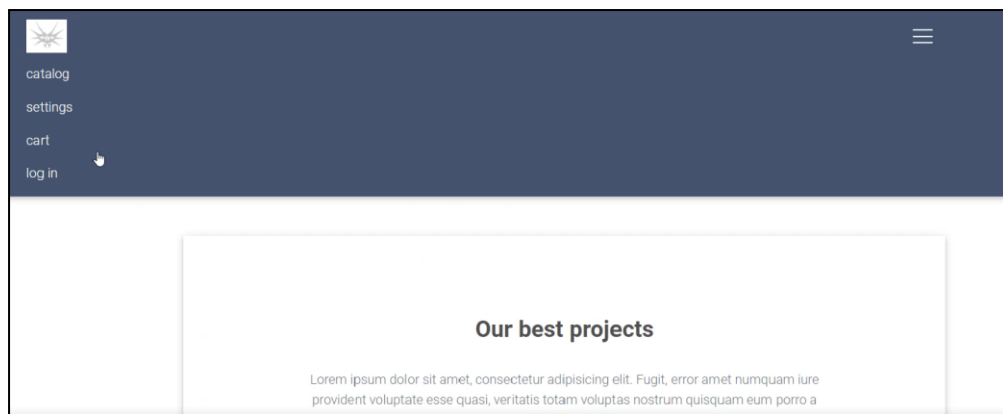 catalog
settings
cart
log in
Our best projects
Lorem ipsum dolor sit amet, consectetur adipisicing elit. Fugit, error amet numquam iure
provident voluptate esse quasi, veritatis totam voluptas nostrum quisquam eum porro a